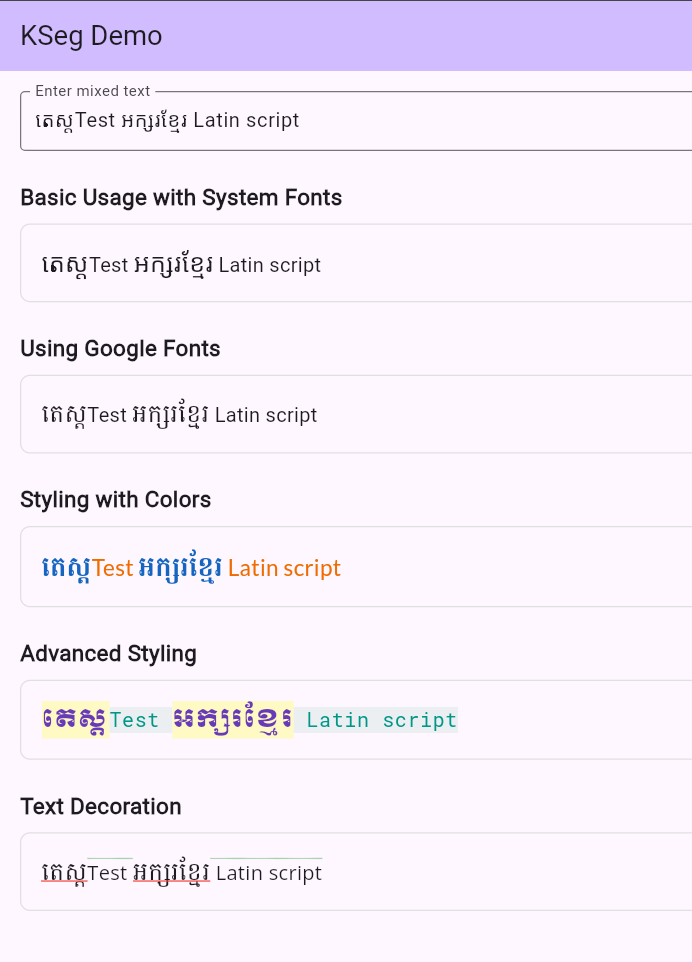 KSeg Demo
Enter mixed text
តេស្តTest អក្សរខ្មែរ Latin script
Basic Usage with System Fonts
តេស្តTest អក្សរខ្មែរ Latin script
Using Google Fonts
តេស្តTest អក្សរខ្មែរ Latin script
Styling with Colors
តេស្តTest អក្សរខ្មែរ Latin script
Advanced Styling
តេស្តTest អក្សរខ្មែរ Latin script
Text Decoration
តេស្តTest អក្សរខ្មែរ Latin script